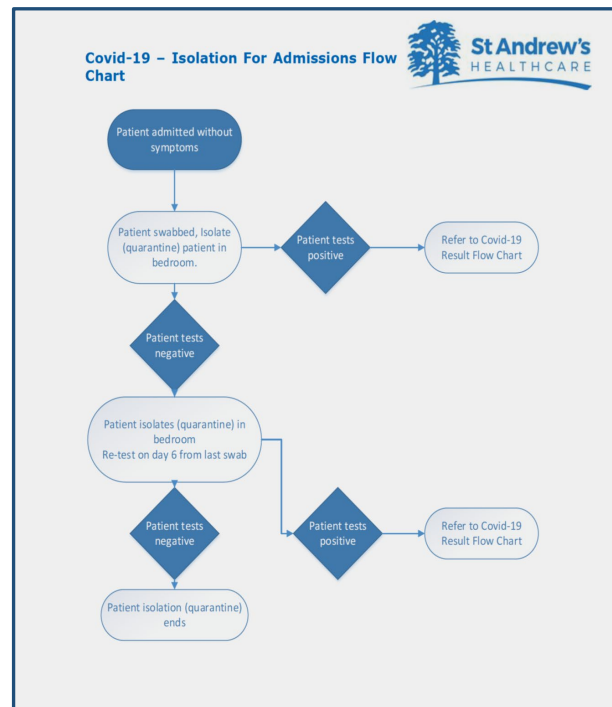 Covid-19 – Isolation For Admissions Flow
Chart
St Andrew's
HEALTHCARE
Patient admitted without
symptoms
Patient swabbed, Isolate
(quarantine) patient in
bedroom.
Patient tests
positive
Refer to Covid-19
Result Flow Chart
Patient tests
negative
Patient isolates (quarantine) in
bedroom
Re-test on day 6 from last swab
Patient tests
negative
Patient tests
positive
Refer to Covid-19
Result Flow Chart
Patient isolation (quarantine)
ends